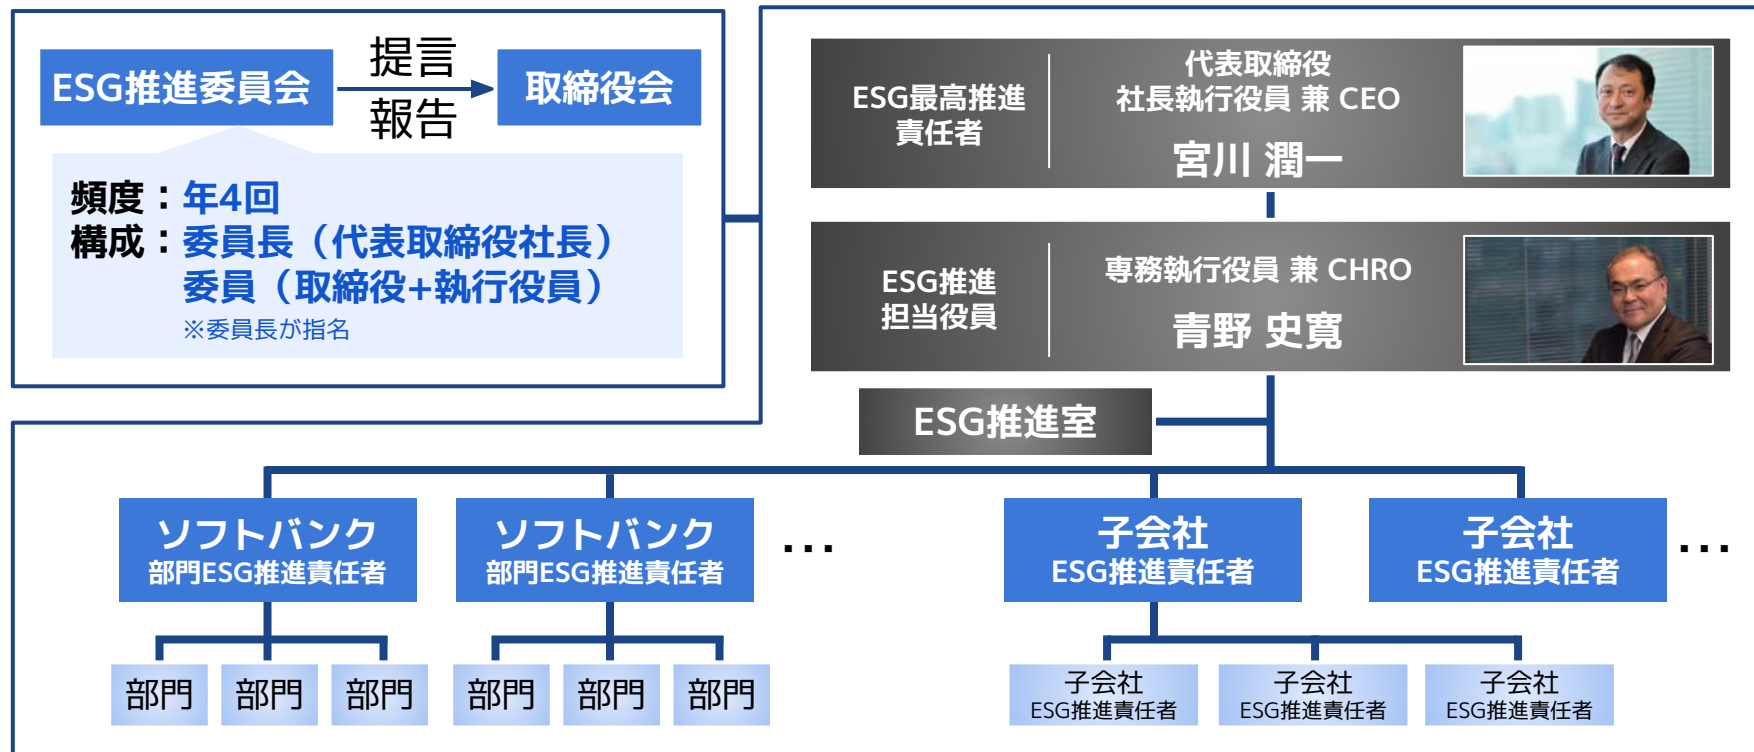 ESG推進委員会
提言
報告
取締役会
頻度：年4回
構成：委員長（代表取締役社長）
委員（取締役+執行役員）
※委員長が指名
ESG最高推進
責任者
代表取締役
社長執行役員 兼 CEO
宮川 潤一
ESG推進
担当役員
専務執行役員 兼 CHRO
青野 史寛
ESG推進室
ソフトバンク
部門ESG推進責任者
ソフトバンク
部門ESG推進責任者
...
子会社
ESG推進責任者
子会社
ESG推進責任者
...
部門
部門
部門
部門
部門
部門
子会社
ESG推進責任者
子会社
ESG推進責任者
子会社
ESG推進責任者